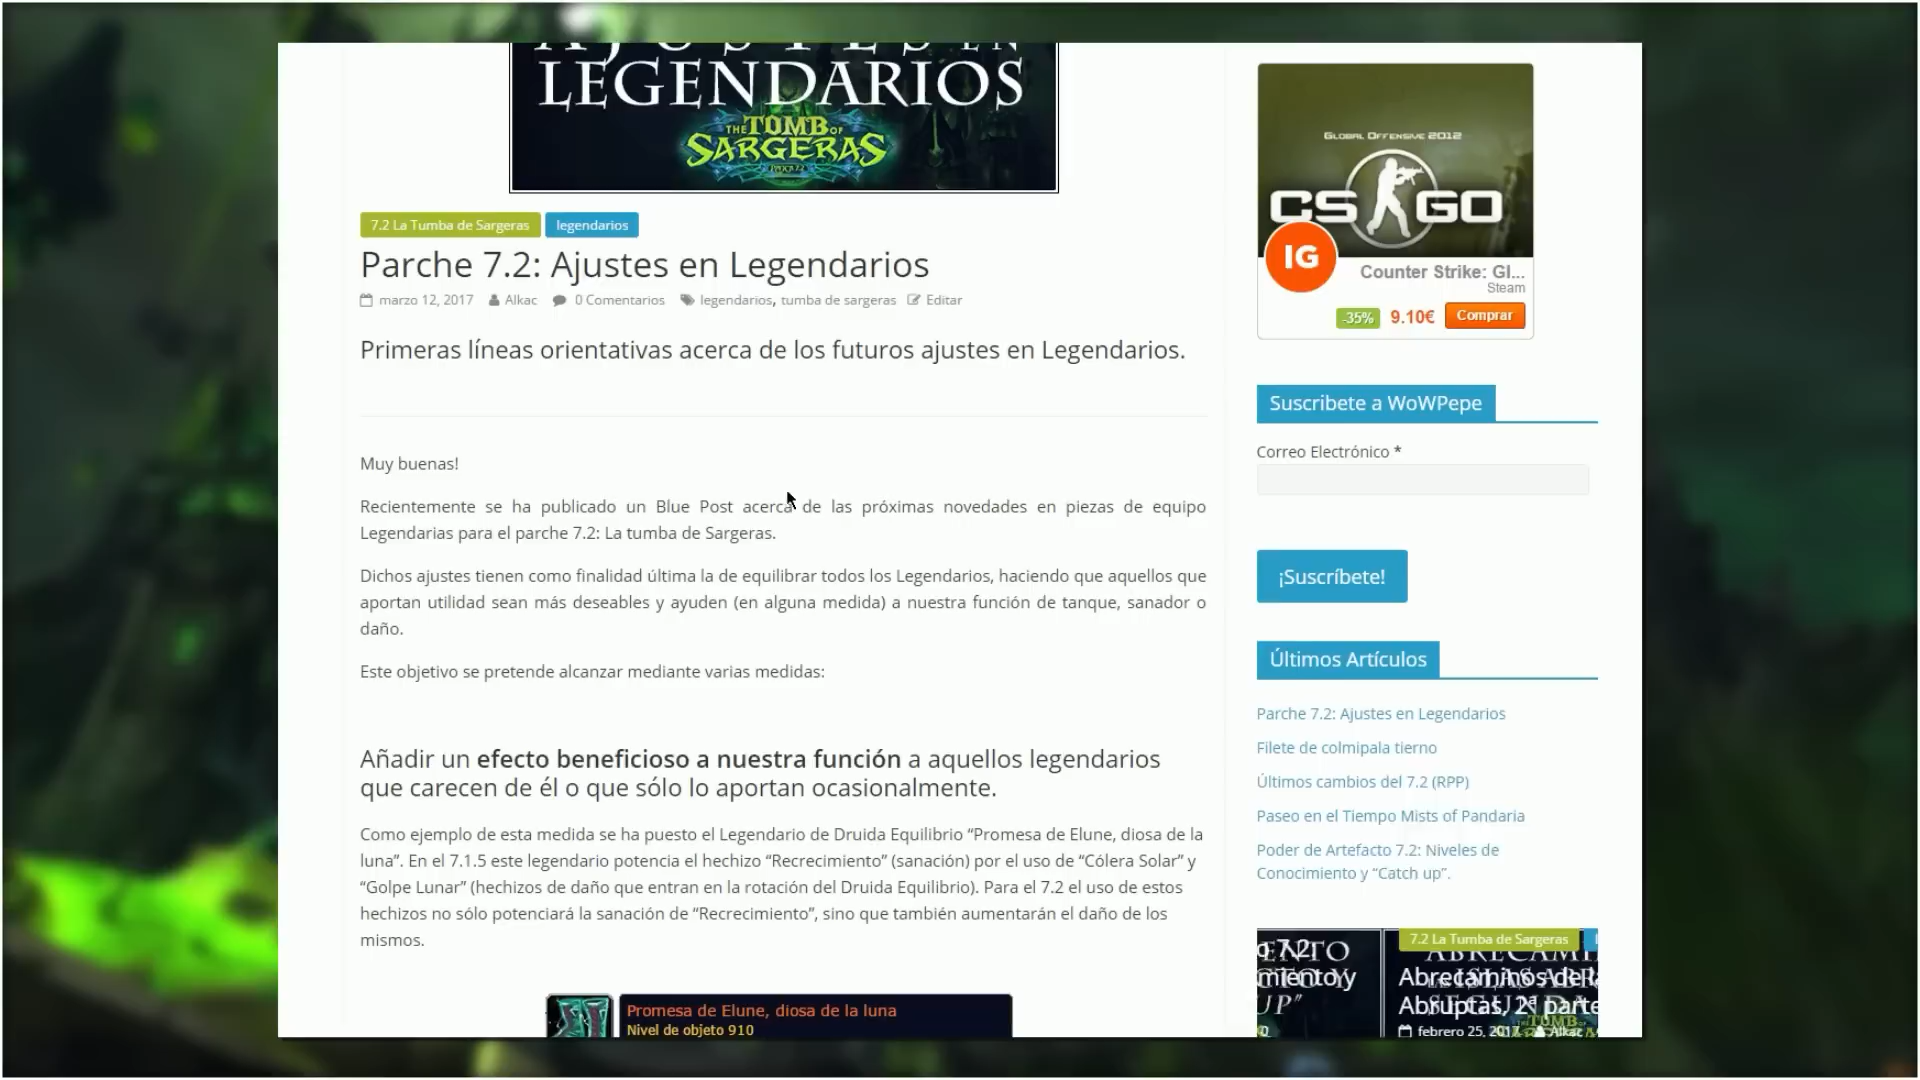 AJUSTES EN
LEGENDARIOS
THE TOMB OF
SARGERAS
7.2 La Tumba de Sargeras
legendarios
Parche 7.2: Ajustes en Legendarios
marzo 12, 2017 Alkac 0 Comentarios legendarios, tumba de sargeras Editar
Primeras líneas orientativas acerca de los futuros ajustes en Legendarios.
Muy buenas!
Recientemente se ha publicado un Blue Post acerca de las próximas novedades en piezas de equipo
Legendarias para el parche 7.2: La tumba de Sargeras.
Dichos ajustes tienen como finalidad última la de equilibrar todos los Legendarios, haciendo que aquellos que
aportan utilidad sean más deseables y ayuden (en alguna medida) a nuestra función de tanque, sanador o
daño.
Este objetivo se pretende alcanzar mediante varias medidas:
Añadir un efecto beneficioso a nuestra función a aquellos legendarios
que carecen de él o que sólo lo aportan ocasionalmente.
Como ejemplo de esta medida se ha puesto el Legendario de Druida Equilibrio “Promesa de Elune, diosa de la
luna”. En el 7.1.5 este legendario potencia el hechizo “Recrecimiento” (sanación) por el uso de “Cólera Solar” y
“Golpe Lunar” (hechizos de daño que entran en la rotación del Druida Equilibrio). Para el 7.2 el uso de estos
hechizos no sólo potenciará la sanación de “Recrecimiento”, sino que también aumentarán el daño de los
mismos.
Promesa de Elune, diosa de la luna
Nivel de objeto 910
GLOBAL OFFENSIVE 2012
CS GO
IG
Counter Strike: Gl...
Steam
-35% 9.10€ Comprar
Suscribete a WoWPepe
Correo Electrónico *
¡Suscríbete!
Últimos Artículos
Parche 7.2: Ajustes en Legendarios
Filete de colmipala tierno
Últimos cambios del 7.2 (RPP)
Paseo en el Tiempo Mists of Pandaria
Poder de Artefacto 7.2: Niveles de
Conocimiento y “Catch up”.
7.2 La Tumba de Sargeras
Abrecaminos de la
Abruptas, 2ª parte
febrero 25, 2017 Alkac